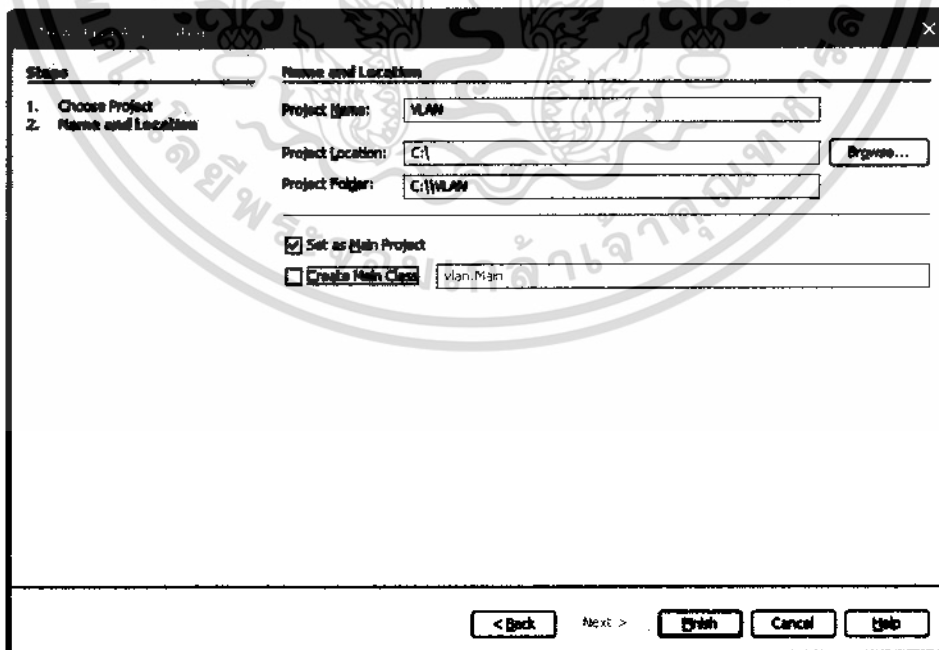 Steps
1. Choose Project
2. Name and Location
Name and Location
Project Name: VLAN
Project Location: C:\
Browse...
Project Folder: C:\\VLAN
Set as Main Project
Create Main Class vlan.Main
< Back Next > Finish Cancel Help